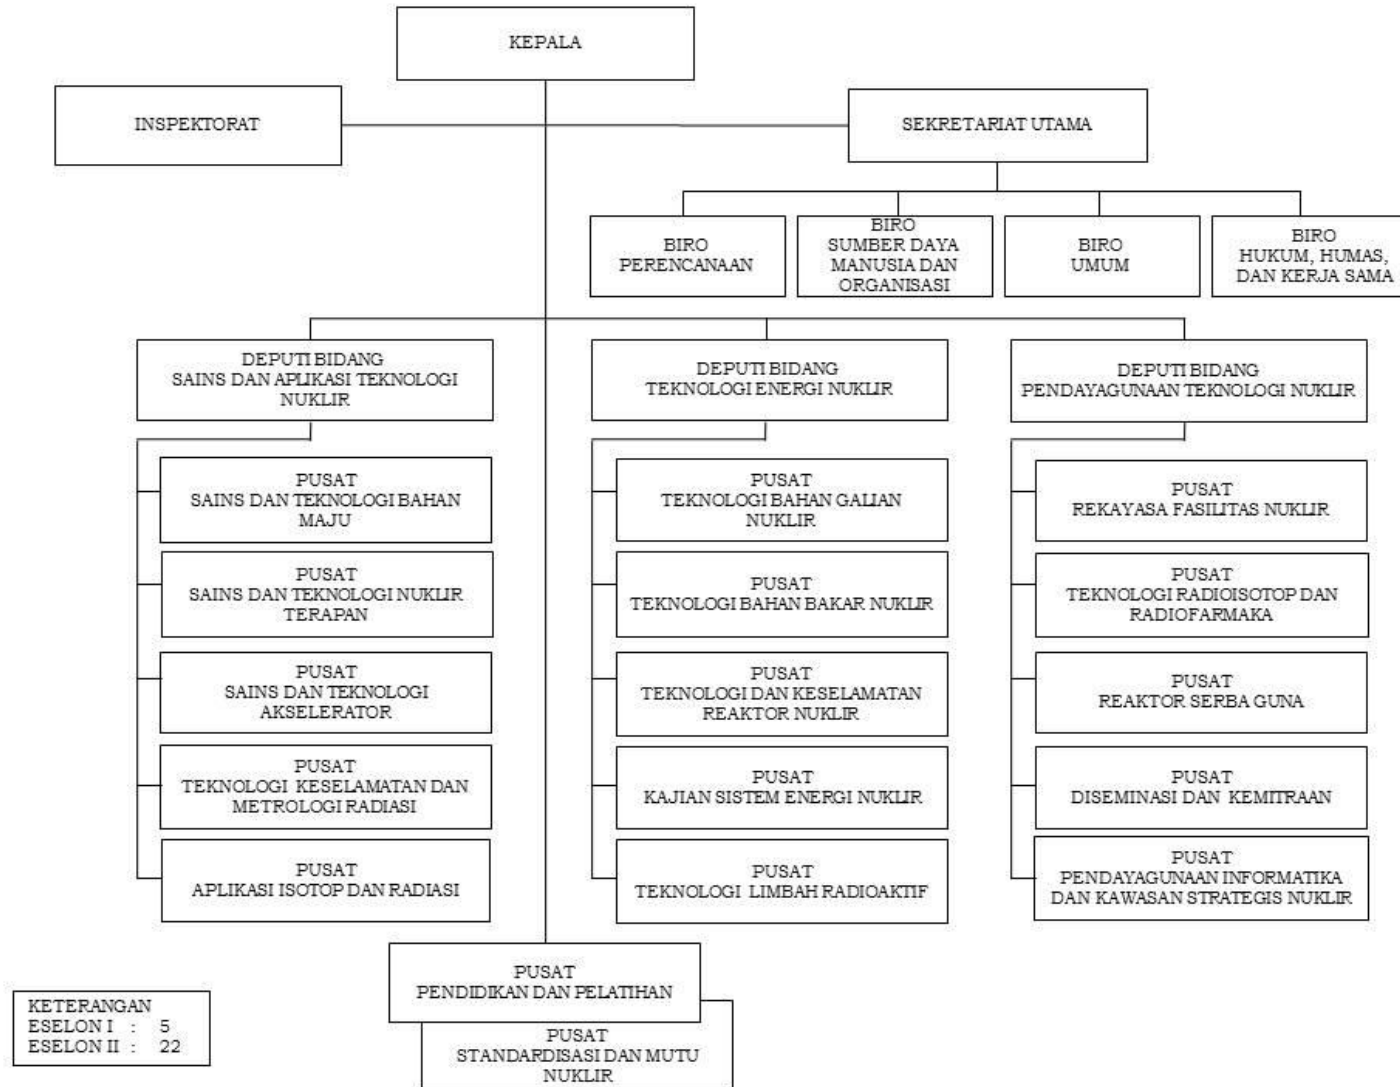 KEPALA
INSPEKTORAT
SEKRETARIAT UTAMA
BIRO
PERENCANAAN
BIRO
SUMBER DAYA
MANUSIA DAN
ORGANISASI
BIRO
UMUM
BIRO
HUKUM, HUMAS,
DAN KERJA SAMA
DEPUTI BIDANG
SAINS DAN APLIKASI TEKNOLOGI
NUKLIR
DEPUTI BIDANG
TEKNOLOGI ENERGI NUKLIR
DEPUTI BIDANG
PENDAYAGUNAAN TEKNOLOGI NUKLIR
PUSAT
SAINS DAN TEKNOLOGI BAHAN
MAJU
PUSAT
SAINS DAN TEKNOLOGI NUKLIR
TERAPAN
PUSAT
SAINS DAN TEKNOLOGI
AKSELERATOR
PUSAT
TEKNOLOGI KESELAMATAN DAN
METROLOGI RADIASI
PUSAT
APLIKASI ISOTOP DAN RADIASI
PUSAT
TEKNOLOGI BAHAN GALIAN
NUKLIR
PUSAT
TEKNOLOGI BAHAN BAKAR NUKLIR
PUSAT
TEKNOLOGI DAN KESELAMATAN
REAKTOR NUKLIR
PUSAT
KAJIAN SISTEM ENERGI NUKLIR
PUSAT
TEKNOLOGI LIMBAH RADIOAKTIF
PUSAT
REKAYASA FASILITAS NUKLIR
PUSAT
TEKNOLOGI RADIOISOTOP DAN
RADIOFARMAKA
PUSAT
REAKTOR SERBA GUNA
PUSAT
DISEMINASI DAN KEMITRAAN
PUSAT
PENDAYAGUNAAN INFORMATIKA
DAN KAWASAN STRATEGIS NUKLIR
PUSAT
PENDIDIKAN DAN PELATIHAN
PUSAT
STANDARDISASI DAN MUTU
NUKLIR
KETERANGAN
ESELON I : 5
ESELON II : 22